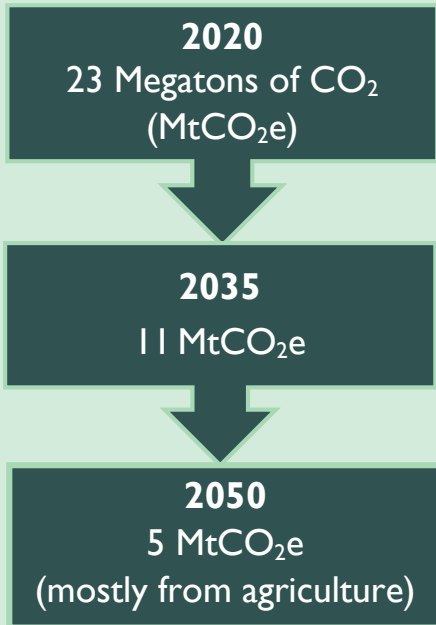 2020
23 Megatons of CO₂
(MtCO₂e)
2035
11 MtCO₂e
2050
5 MtCO₂e
(mostly from agriculture)